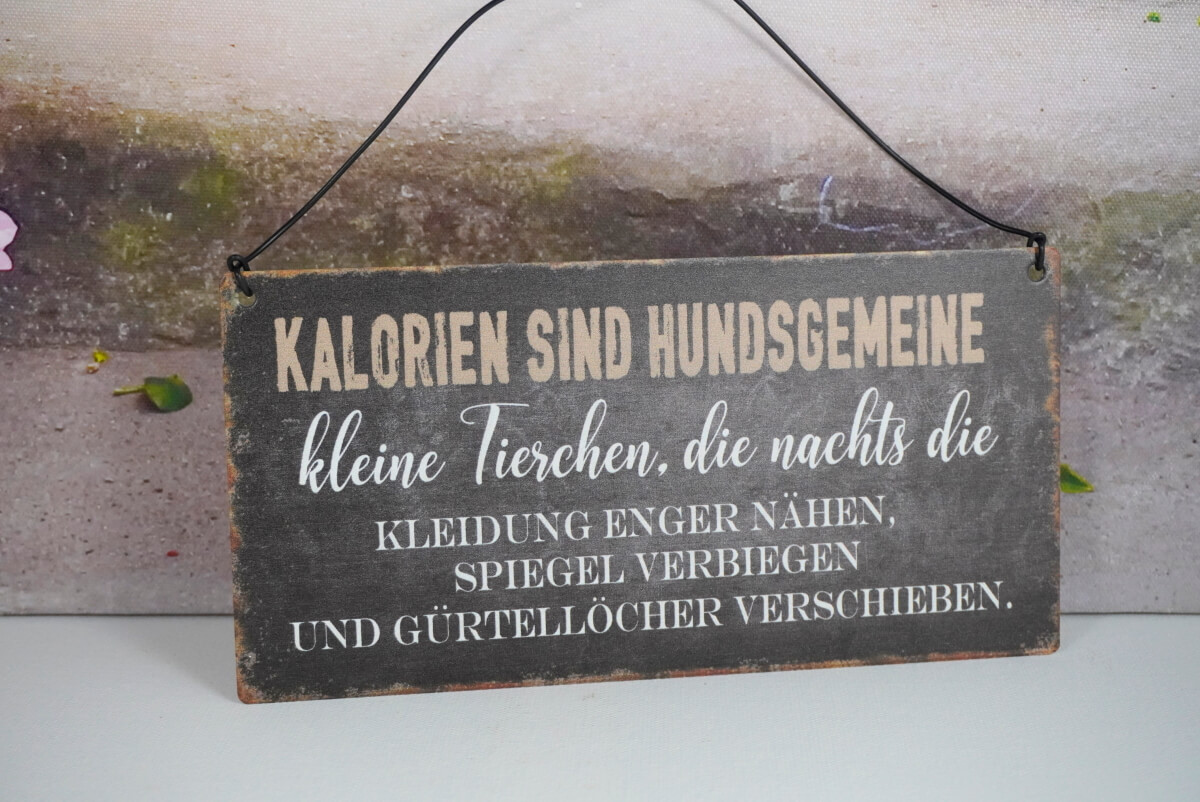 KALORIEN SIND HUNDSGEMEINE
kleine Tierchen, die nachts die
KLEIDUNG ENGER NÄHEN,
SPIEGEL VERBIEGEN
UND GÜRTELLÖCHER VERSCHIEBEN.